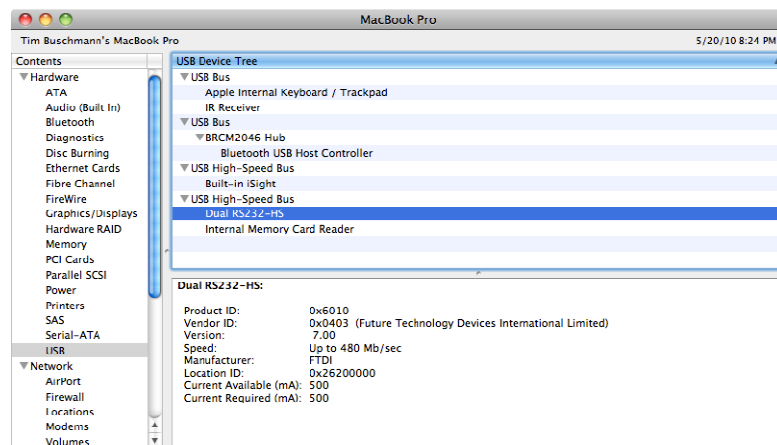 MacBook Pro
Tim Buschmann's MacBook Pro
5/20/10 8:24 PM
Contents
Hardware
ATA
Audio (Built In)
Bluetooth
Diagnostics
Disc Burning
Ethernet Cards
Fibre Channel
FireWire
Graphics/Displays
Hardware RAID
Memory
PCI Cards
Parallel SCSI
Power
Printers
SAS
Serial-ATA
USB
Network
AirPort
Firewall
Locations
Modems
Volumes
USB Device Tree
USB Bus
Apple Internal Keyboard / Trackpad
IR Receiver
USB Bus
BRCM2046 Hub
Bluetooth USB Host Controller
USB High-Speed Bus
Built-in iSight
USB High-Speed Bus
Dual RS232-HS
Internal Memory Card Reader
Dual RS232-HS:
Product ID: 0x6010
Vendor ID: 0x0403 (Future Technology Devices International Limited)
Version: 7.00
Speed: Up to 480 Mb/sec
Manufacturer: FTDI
Location ID: 0x26200000
Current Available (mA): 500
Current Required (mA): 500